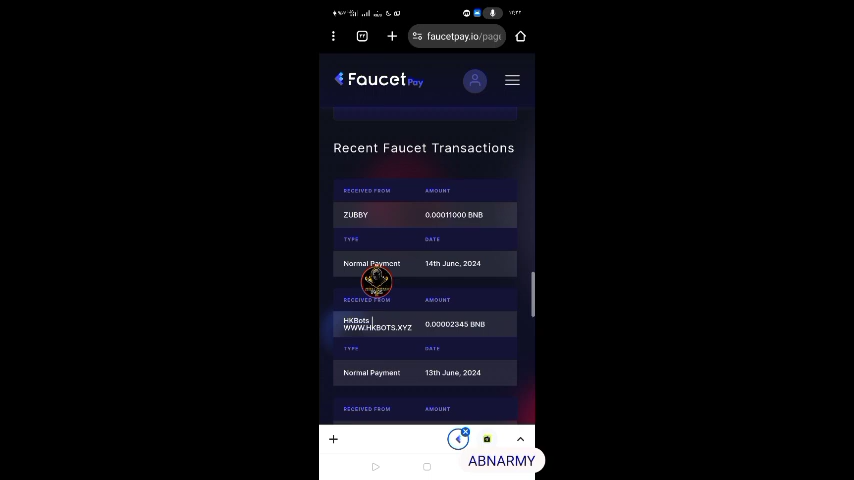 faucetpay.io/page
Faucet Pay
Recent Faucet Transactions
RECEIVED FROM AMOUNT
ZUBBY 0.00011000 BNB
TYPE DATE
Normal Payment 14th June, 2024
RECEIVED FROM AMOUNT
HKBots | 
WWW.HKBOTS.XYZ 0.00002345 BNB
TYPE DATE
Normal Payment 13th June, 2024
RECEIVED FROM AMOUNT
ABNARMY